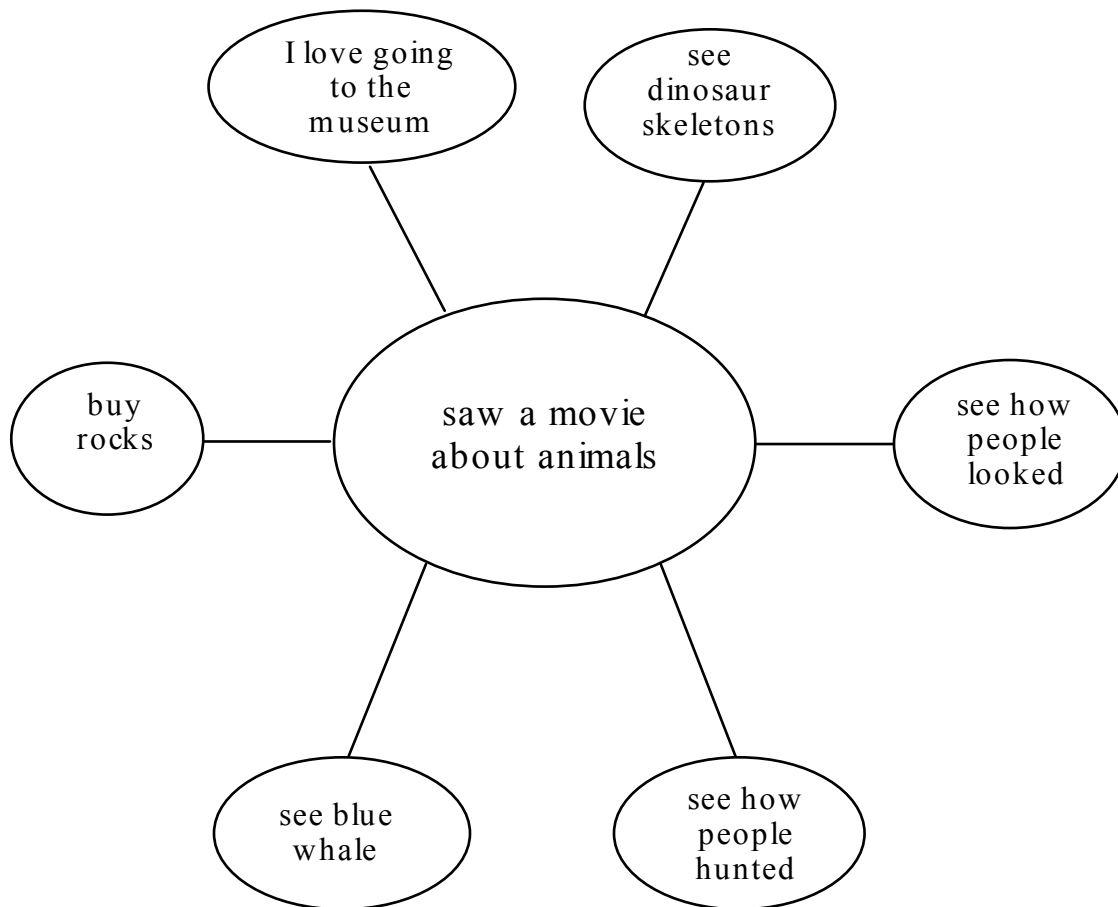 I love going
to the
museum
see
dinosaur
skeletons
buy
rocks
saw a movie
about animals
see how
people
looked
see blue
whale
see how
people
hunted